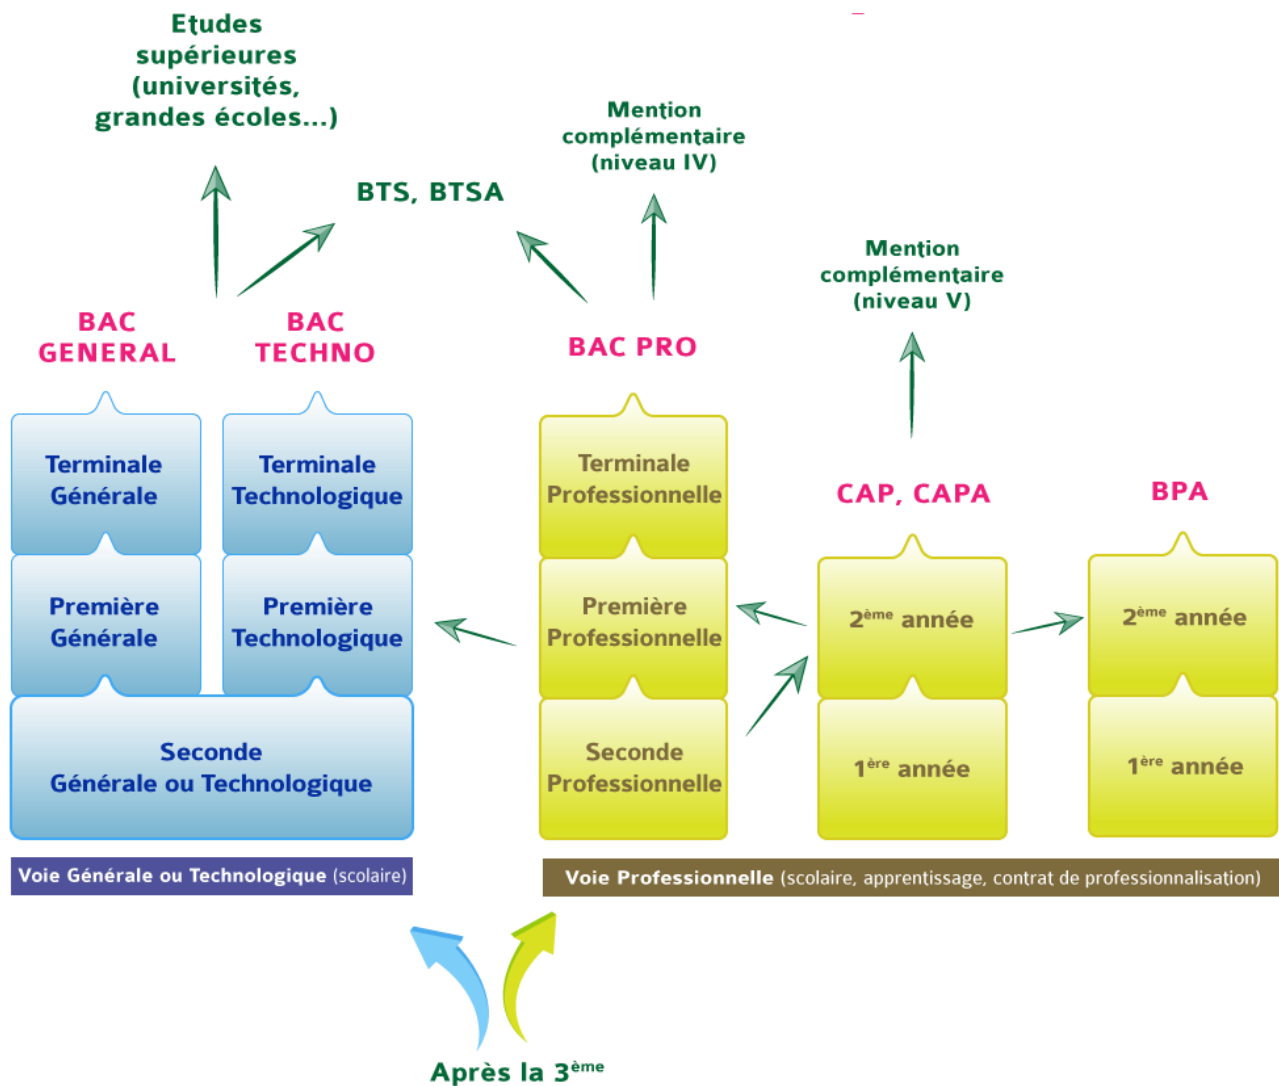 Etudes
supérieures
(universités,
grandes écoles...)
BTS, BTSA
Mention
complémentaire
(niveau IV)
Mention
complémentaire
(niveau V)
BAC
GENERAL
BAC
TECHNO
BAC PRO
CAP, CAPA
BPA
Terminale
Générale
Terminale
Technologique
Terminale
Professionnelle
Première
Générale
Première
Technologique
Première
Professionnelle
2ème année
2ème année
Seconde
Générale ou Technologique
Seconde
Professionnelle
1ère année
1ère année
Voie Générale ou Technologique (scolaire)
Voie Professionnelle (scolaire, apprentissage, contrat de professionnalisation)
Après la 3ème